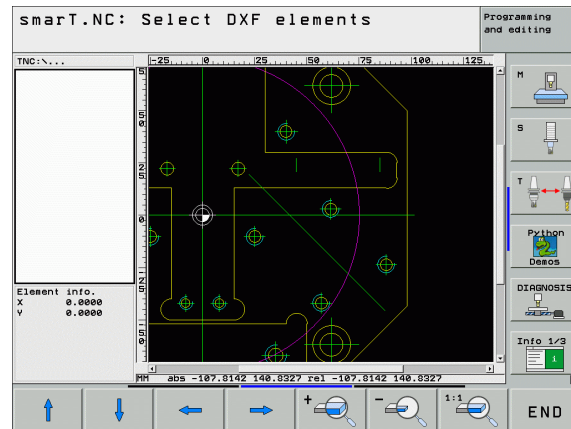 smarT.NC: Select DXF elements
Programming
and editing
TNC:\...
-25 0 25 50 75 100 125
M
S
T
Python
Demos
DIAGNOSIS
Element info.
X 0.0000
Y 0.0000
Info 1/3
MM abs -107.8142 140.8327 rel -107.8142 140.8327
+ - 1:1 END